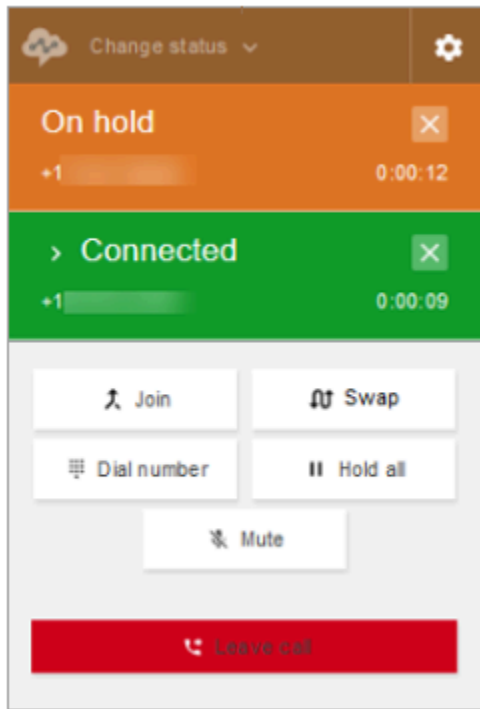 Change status
On hold
+1
0:00:12
Connected
+1
0:00:09
Join
Swap
Dial number
Hold all
Mute
Leave call